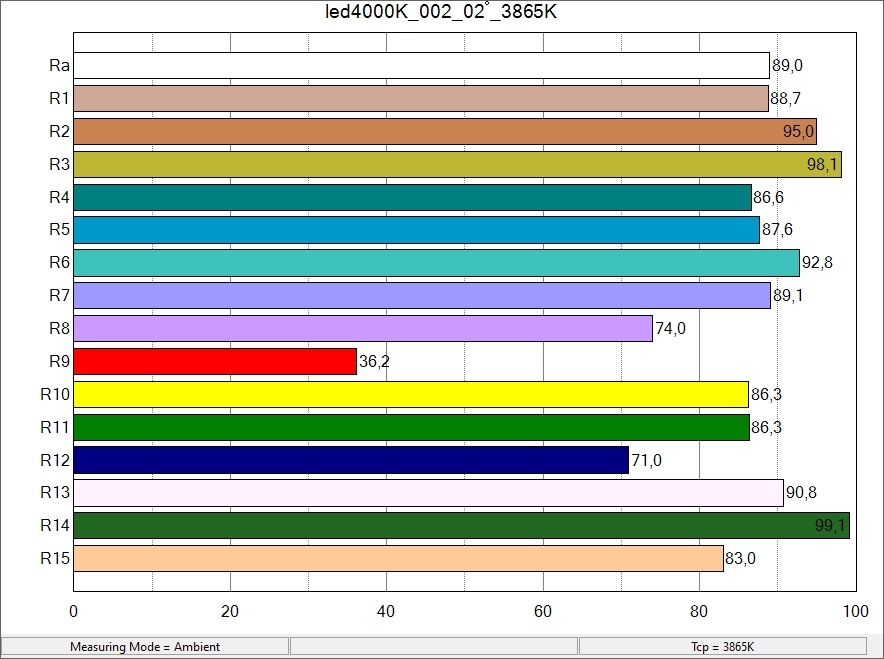 led4000K_002_02°_3865K
Ra 89,0
R1 88,7
R2 95,0
R3 98,1
R4 86,6
R5 87,6
R6 92,8
R7 89,1
R8 74,0
R9 36,2
R10 86,3
R11 86,3
R12 71,0
R13 90,8
R14 99,1
R15 83,0
0 20 40 60 80 100
Measuring Mode = Ambient Tcp = 3865K